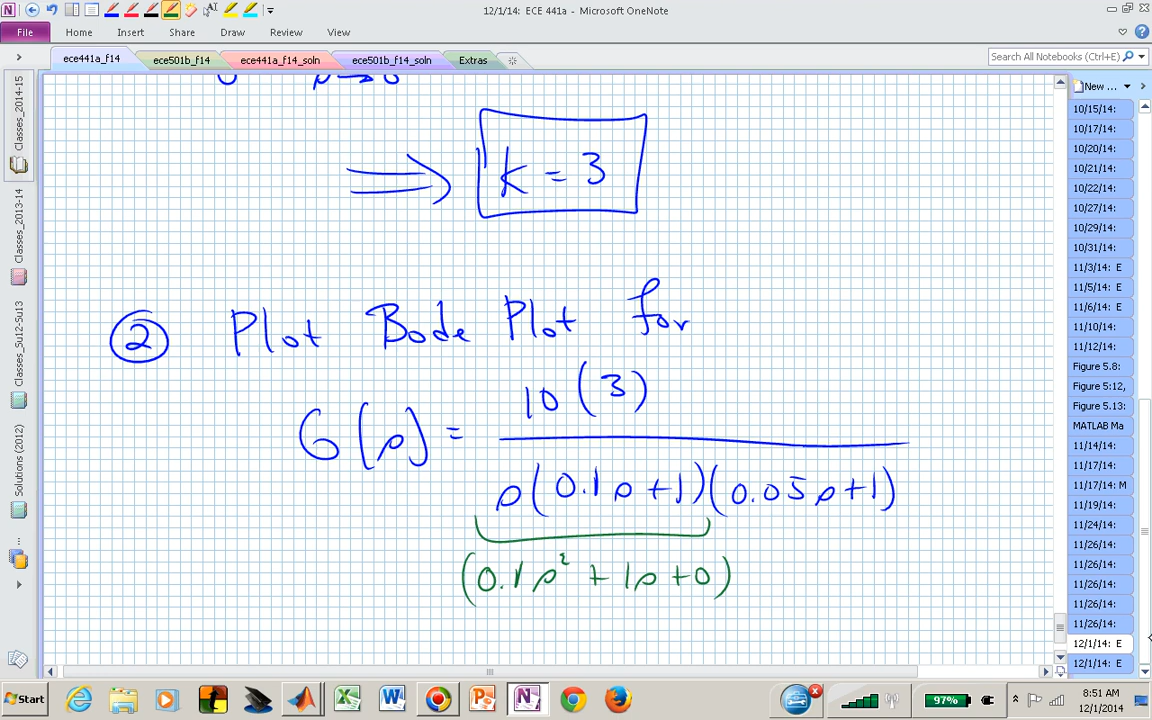 12/1/14: ECE 441a - Microsoft OneNote
File Home Insert Share Draw Review View
ece441a_f14 ece501b_f14 ece441a_f14_soln ece501b_f14_soln Extras
Search All Notebooks (Ctrl+E)
Classes_2014-15
Classes_2013-14
Classes_Su12-Su13
Solutions (2012)
⟹ K = 3
② Plot Bode Plot for
10(3)
G(s) =
s(0.1s+1)(0.05s+1)
(0.1s² + 1s + 0)
New ...
10/15/14:
10/17/14:
10/20/14:
10/21/14:
10/22/14:
10/27/14:
10/29/14:
10/31/14:
11/3/14: E
11/5/14: E
11/6/14: E
11/10/14:
11/12/14:
Figure 5.8:
Figure 5:12,
Figure 5.13:
MATLAB Ma
11/14/14:
11/17/14:
11/17/14: M
11/19/14:
11/24/14:
11/26/14:
11/26/14:
11/26/14:
11/26/14:
11/26/14:
12/1/14: E
12/1/14: E
Start
97%
8:51 AM
12/1/2014